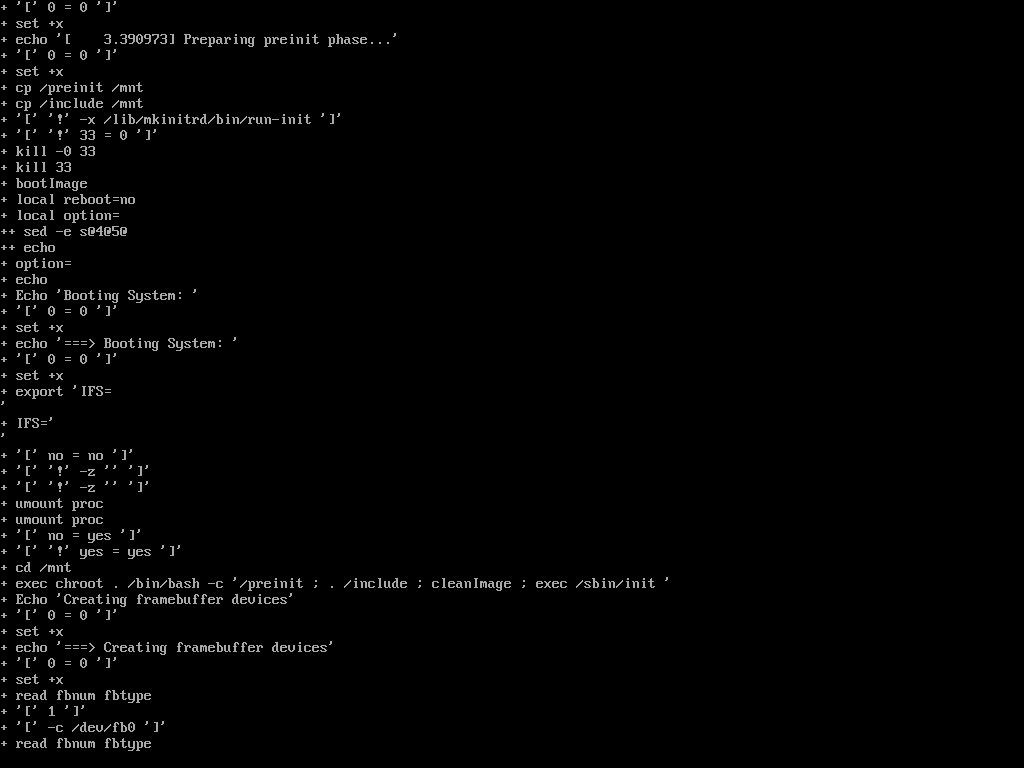 + '[' 0 = 0 ']'
+ set +x
+ echo '[    3.390973] Preparing preinit phase...'
+ '[' 0 = 0 ']'
+ set +x
+ cp /preinit /mnt
+ cp /include /mnt
+ '[' '!' -x /lib/mkinitrd/bin/run-init ']'
+ '[' '!' 33 = 0 ']'
+ kill -0 33
+ kill 33
+ bootImage
+ local reboot=no
+ local option=
++ sed -e s@4@5@
++ echo
+ option=
+ echo
+ Echo 'Booting System: '
+ '[' 0 = 0 ']'
+ set +x
+ echo '===> Booting System: '
+ '[' 0 = 0 ']'
+ set +x
+ export 'IFS=
'
+ IFS='
'
+ '[' no = no ']'
+ '[' '!' -z '' ']'
+ '[' '!' -z '' ']'
+ umount proc
+ umount proc
+ '[' no = yes ']'
+ '[' '!' yes = yes ']'
+ cd /mnt
+ exec chroot . /bin/bash -c '/preinit ; . /include ; cleanImage ; exec /sbin/init '
+ Echo 'Creating framebuffer devices'
+ '[' 0 = 0 ']'
+ set +x
+ echo '===> Creating framebuffer devices'
+ '[' 0 = 0 ']'
+ set +x
+ read fbnum fbtype
+ '[' 1 ']'
+ '[' -c /dev/fb0 ']'
+ read fbnum fbtype